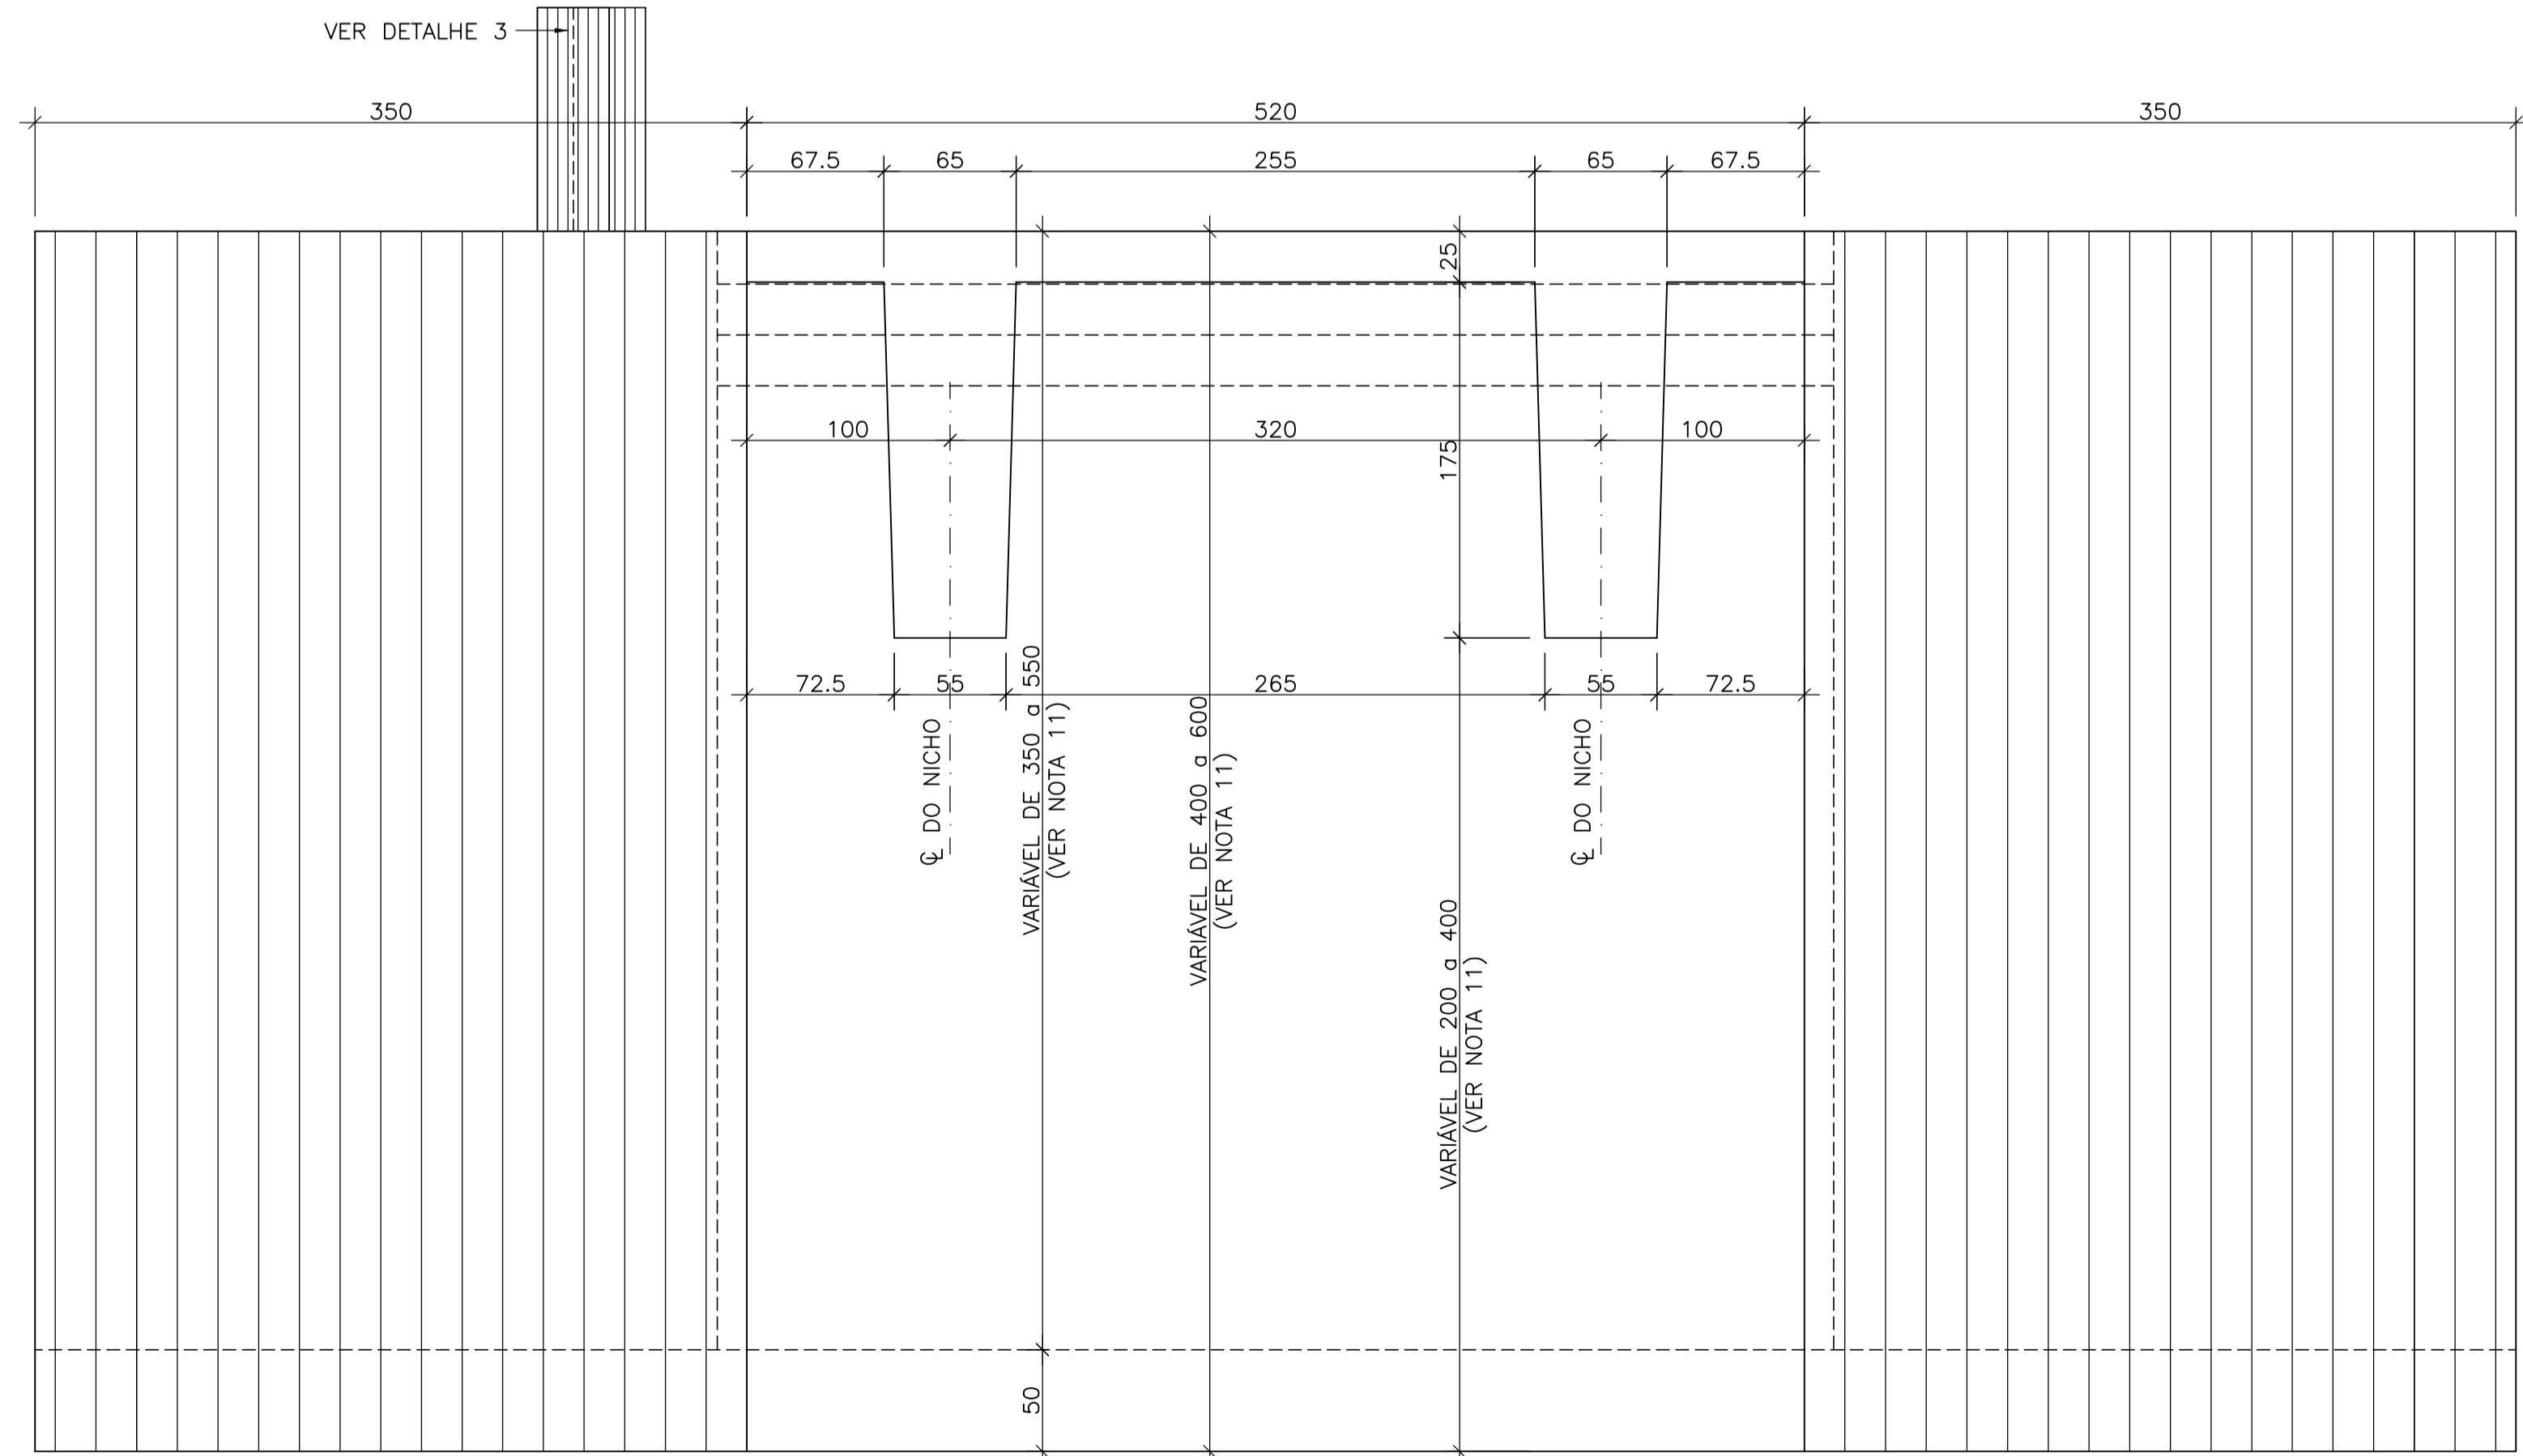 VER DETALHE 3
350
520
350
67.5
65
255
65
67.5
25
100
320
100
175
72.5
55
265
55
72.5
℄ DO NICHO
VARIÁVEL DE 350 a 550
(VER NOTA 11)
VARIÁVEL DE 400 a 600
(VER NOTA 11)
VARIÁVEL DE 200 a 400
(VER NOTA 11)
℄ DO NICHO
50